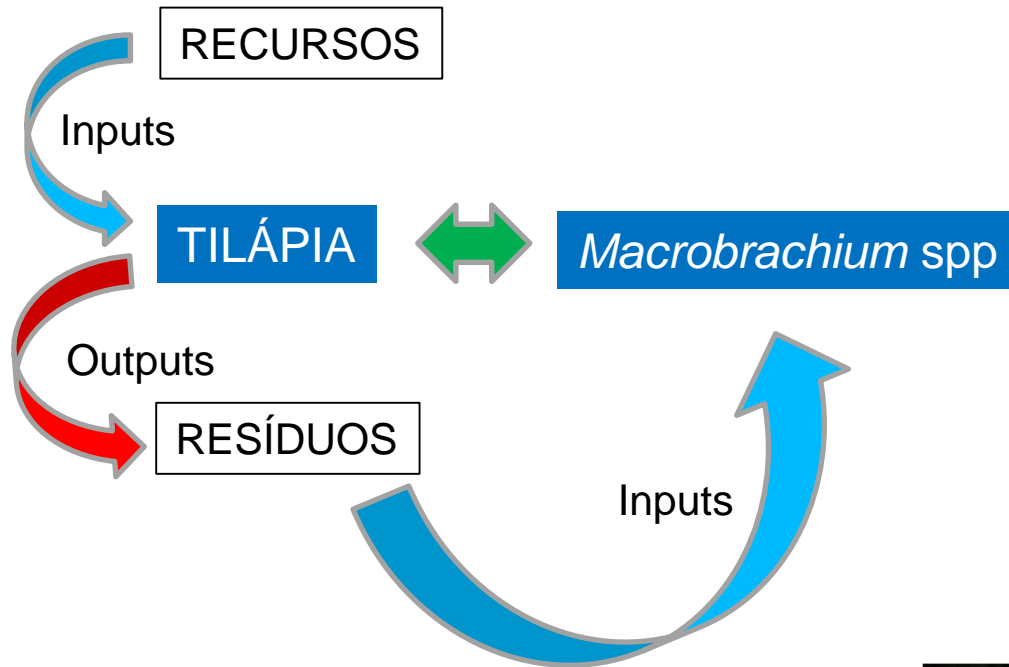 RECURSOS
Inputs
TILÁPIA
Macrobrachium spp
Outputs
RESÍDUOS
Inputs